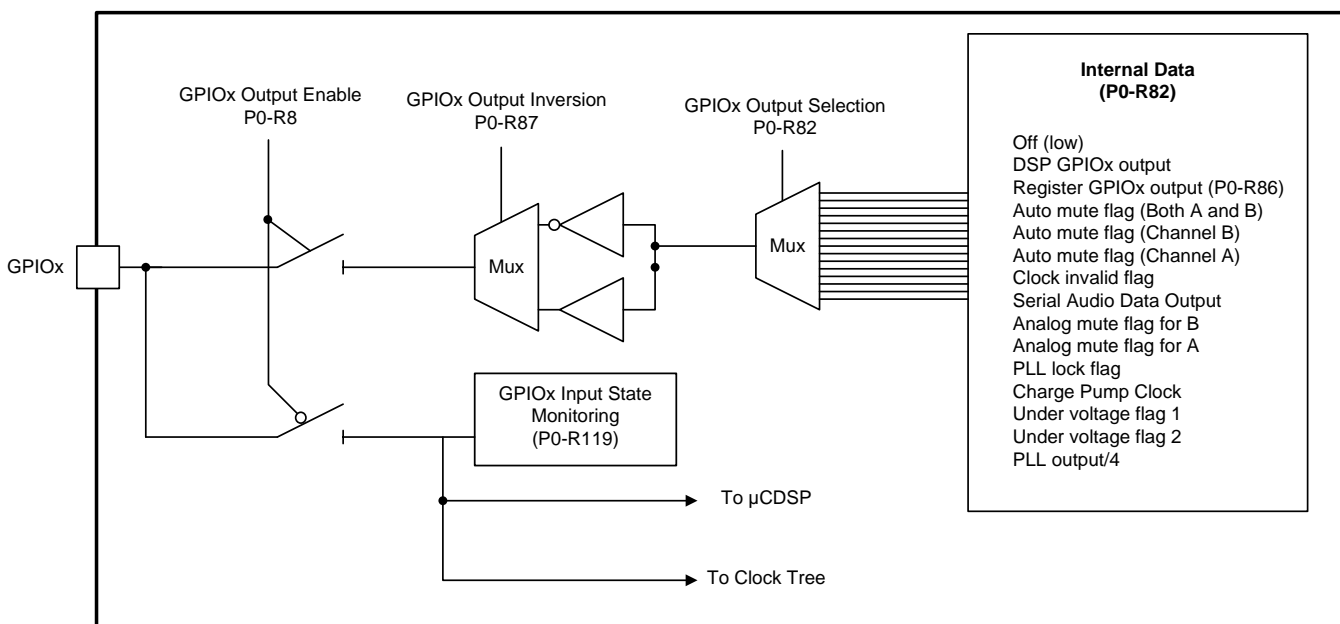 GPIOx Output Enable
P0-R8
GPIOx Output Inversion
P0-R87
GPIOx Output Selection
P0-R82
Internal Data
(P0-R82)
Off (low)
DSP GPIOx output
Register GPIOx output (P0-R86)
Auto mute flag (Both A and B)
Auto mute flag (Channel B)
Auto mute flag (Channel A)
Clock invalid flag
Serial Audio Data Output
Analog mute flag for B
Analog mute flag for A
PLL lock flag
Charge Pump Clock
Under voltage flag 1
Under voltage flag 2
PLL output/4
GPIOx
Mux
Mux
GPIOx Input State
Monitoring
(P0-R119)
To µCDSP
To Clock Tree